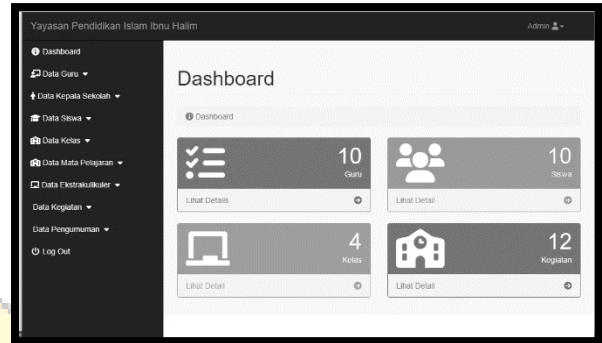 Yayasan Pendidikan Islam Ibnu Halim
Admin
Dashboard
Data Guru
Data Kepala Sekolah
Data Siswa
Data Kelas
Data Mata Pelajaran
Data Ekstrakulikuler
Data Kegiatan
Data Pengumuman
Log Out
Dashboard
Dashboard
10
Guru
Lihat Details
10
Siswa
Lihat Detail
4
Kelas
Lihat Detail
12
Kegiatan
Lihat Detail